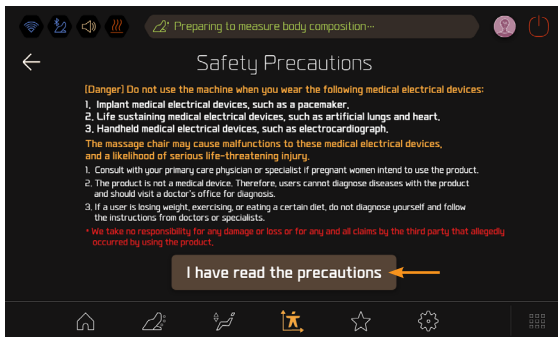 Preparing to measure body composition···
Safety Precautions
[Danger] Do not use the machine when you wear the following medical electrical devices:
1. Implant medical electrical devices, such as a pacemaker.
2. Life sustaining medical electrical devices, such as artificial lungs and heart.
3. Handheld medical electrical devices, such as electrocardiograph.
The massage chair may cause malfunctions to these medical electrical devices,
and a likelihood of serious life-threatening injury.
1. Consult with your primary care physician or specialist if pregnant women intend to use the product.
2. The product is not a medical device. Therefore, users cannot diagnose diseases with the product
and should visit a doctor's office for diagnosis.
3. If a user is losing weight, exercising, or eating a certain diet, do not diagnose yourself and follow
the instructions from doctors or specialists.
* We take no responsibility for any damage or loss or for any and all claims by the third party that allegedly
occurred by using the product.
I have read the precautions